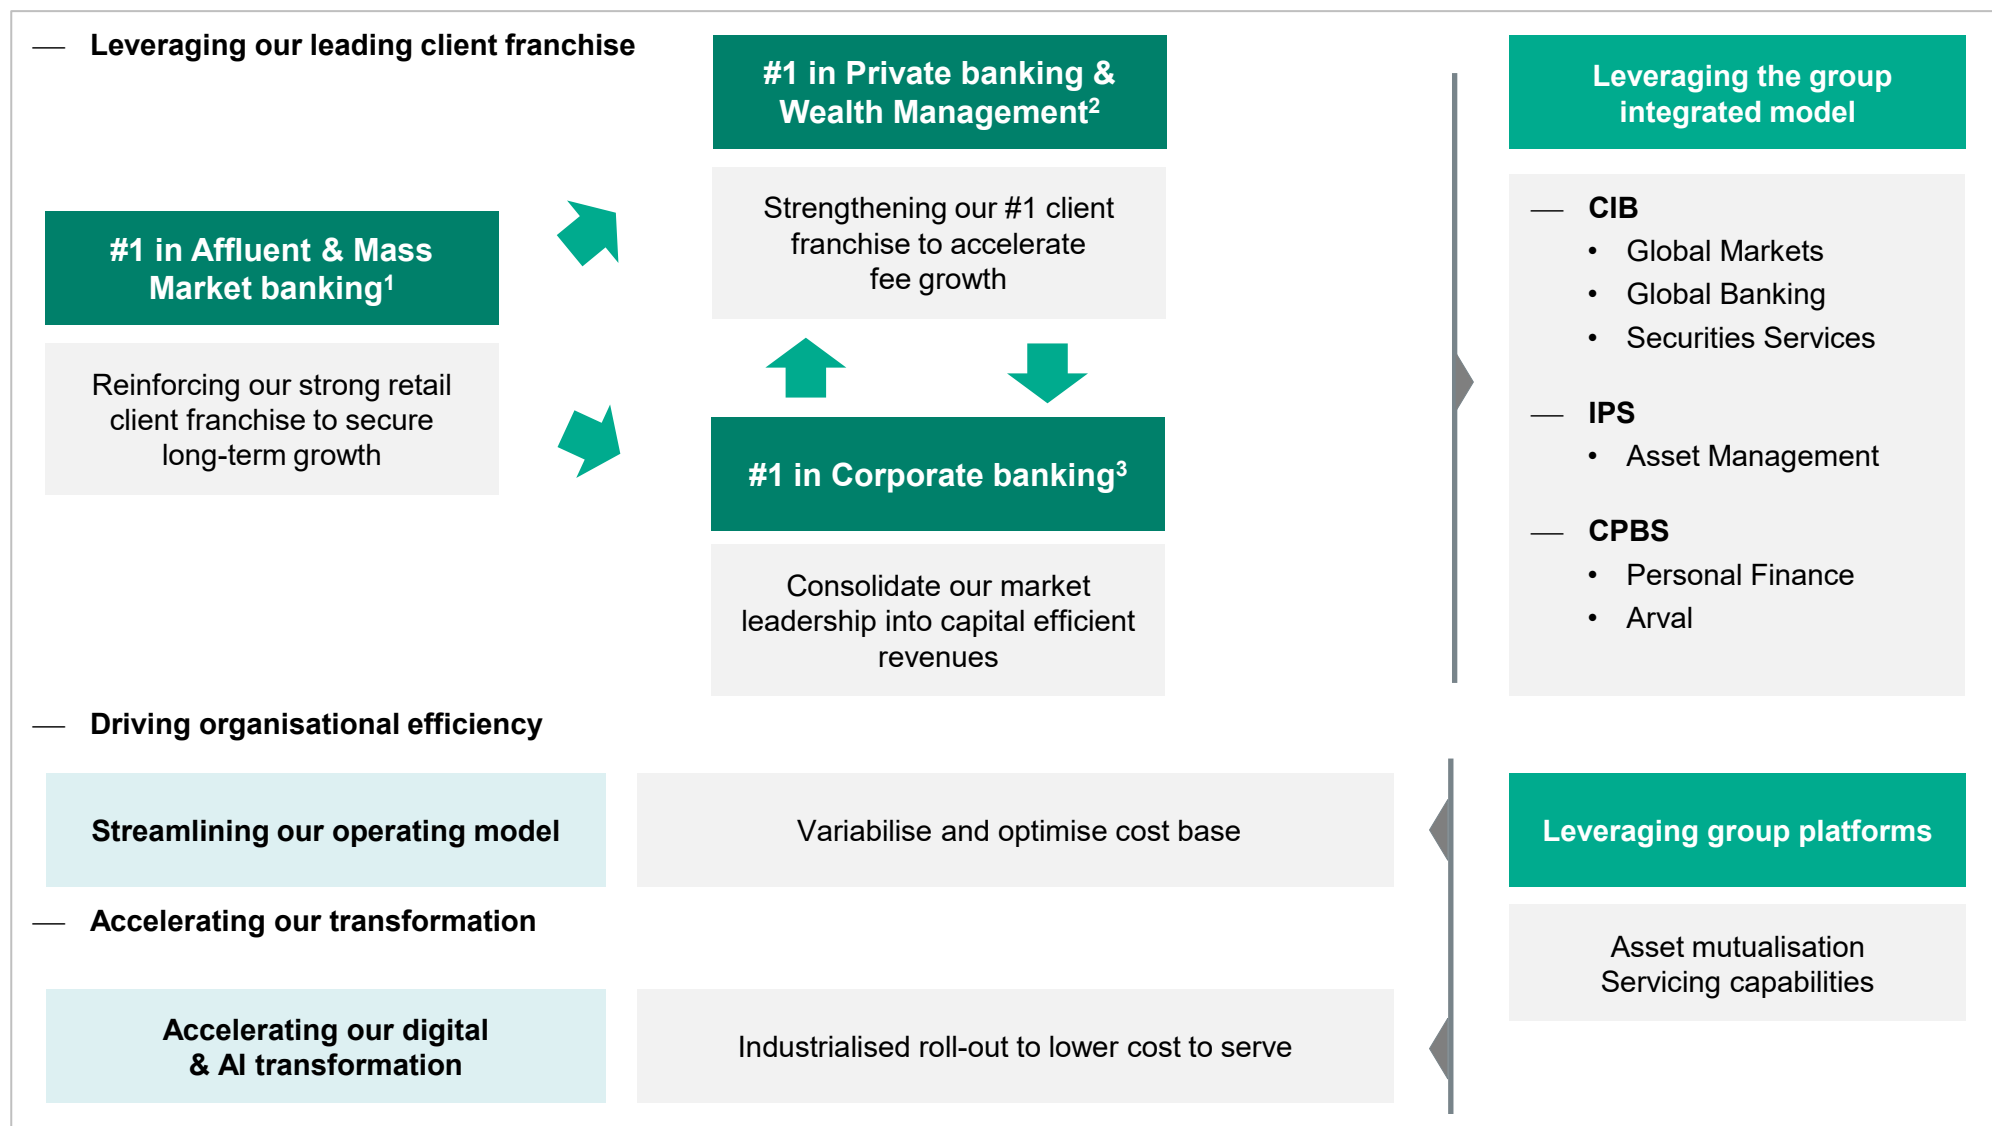 — Leveraging our leading client franchise
#1 in Private banking &
Wealth Management²
Strengthening our #1 client
franchise to accelerate
fee growth
#1 in Affluent & Mass
Market banking¹
Reinforcing our strong retail
client franchise to secure
long-term growth
#1 in Corporate banking³
Consolidate our market
leadership into capital efficient
revenues
Leveraging the group
integrated model
— CIB
• Global Markets
• Global Banking
• Securities Services
— IPS
• Asset Management
— CPBS
• Personal Finance
• Arval
— Driving organisational efficiency
Streamlining our operating model
Variabilise and optimise cost base
— Accelerating our transformation
Accelerating our digital
& AI transformation
Industrialised roll-out to lower cost to serve
Leveraging group platforms
Asset mutualisation
Servicing capabilities